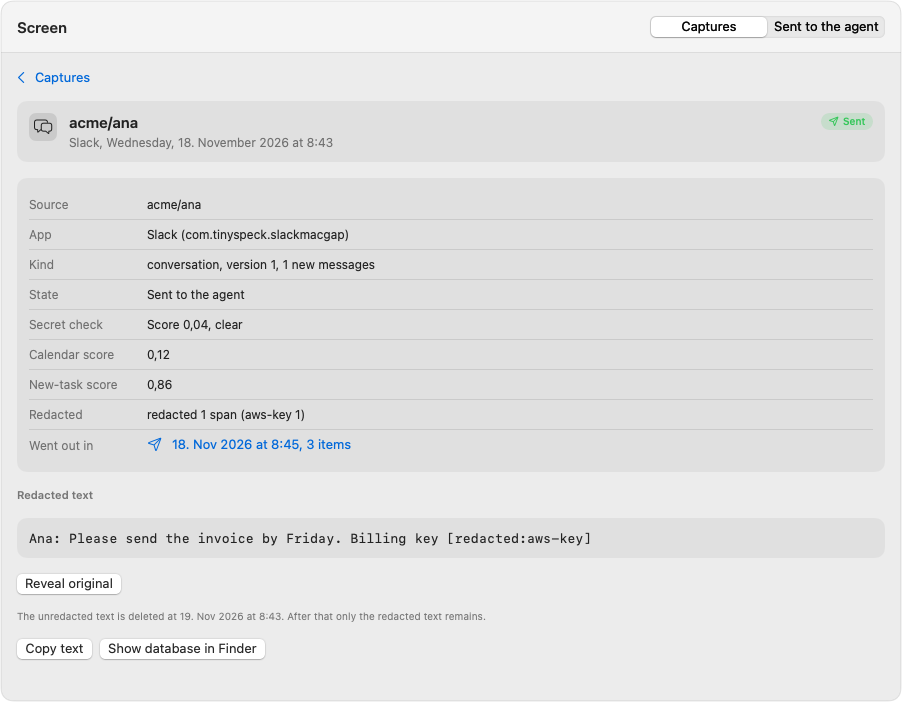 Screen
Captures
Sent to the agent
Captures
acme/ana
Slack, Wednesday, 18. November 2026 at 8:43
Sent
Source acme/ana
App Slack (com.tinyspeck.slackmacgap)
Kind conversation, version 1, 1 new messages
State Sent to the agent
Secret check Score 0,04, clear
Calendar score 0,12
New-task score 0,86
Redacted redacted 1 span (aws-key 1)
Went out in 18. Nov 2026 at 8:45, 3 items
Redacted text
Ana: Please send the invoice by Friday. Billing key [redacted:aws-key]
Reveal original
The unredacted text is deleted at 19. Nov 2026 at 8:43. After that only the redacted text remains.
Copy text
Show database in Finder